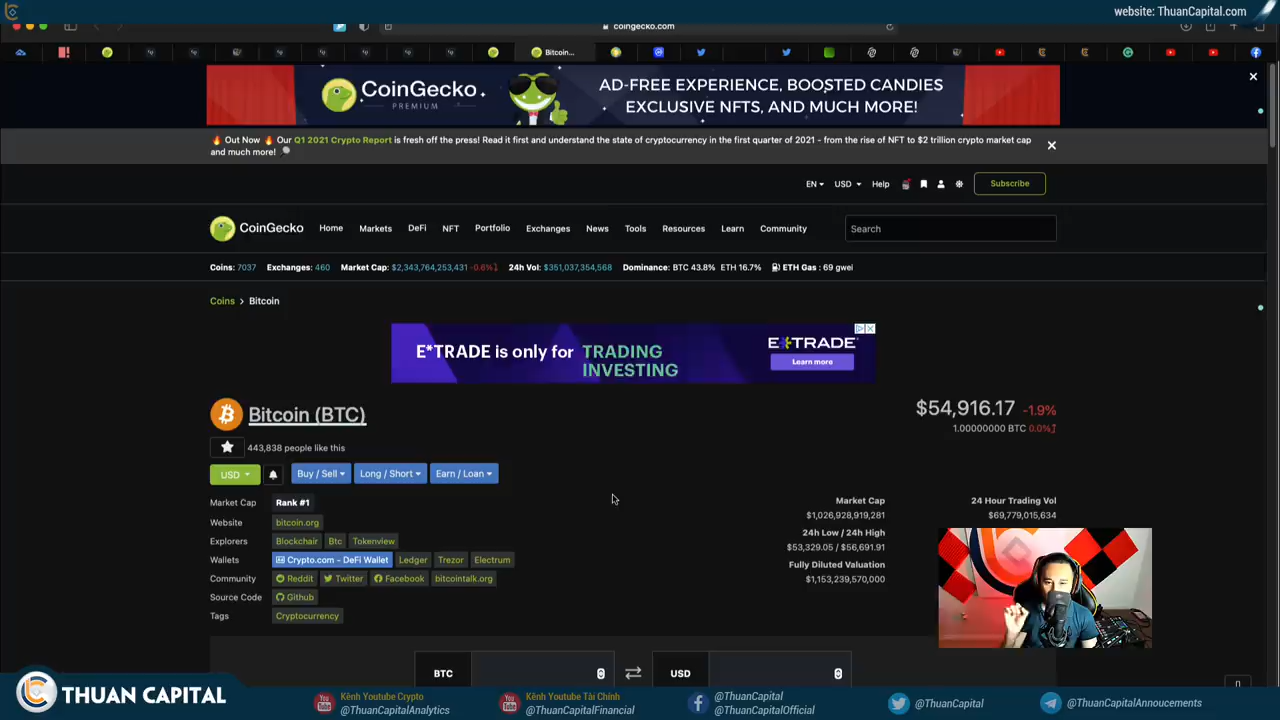 website: ThuanCapital.com
coingecko.com
Bitcoin...
CoinGecko
PREMIUM
AD-FREE EXPERIENCE, BOOSTED CANDIES
EXCLUSIVE NFTS, AND MUCH MORE!
🔥 Out Now 🔥 Our Q1 2021 Crypto Report is fresh off the press! Read it first and understand the state of cryptocurrency in the first quarter of 2021 - from the rise of NFT to $2 trillion crypto market cap
and much more!
EN USD Help Subscribe
CoinGecko Home Markets DeFi NFT Portfolio Exchanges News Tools Resources Learn Community Search
Coins: 7037 Exchanges: 460 Market Cap: $2,343,764,253,431 -0.6% 24h Vol: $351,037,354,568 Dominance: BTC 43.8% ETH 16.7% ETH Gas: 69 gwei
Coins > Bitcoin
E*TRADE is only for TRADING
INVESTING
E*TRADE
Learn more
Bitcoin (BTC)
$54,916.17 -1.9%
1.00000000 BTC 0.0%
443,838 people like this
USD Buy / Sell Long / Short Earn / Loan
Market Cap Rank #1
Website bitcoin.org
Explorers Blockchair Btc Tokenview
Wallets Crypto.com - DeFi Wallet Ledger Trezor Electrum
Community Reddit Twitter Facebook bitcointalk.org
Source Code Github
Tags Cryptocurrency
Market Cap
$1,026,928,919,281
24 Hour Trading Vol
$69,779,015,634
24h Low / 24h High
$53,329.05 / $56,691.91
Fully Diluted Valuation
$1,153,239,570,000
BTC 0 USD 0
THUAN CAPITAL
Kênh Youtube Crypto
@ThuanCapitalAnalytics
Kênh Youtube Tài Chính
@ThuanCapitalFinancial
@ThuanCapital
@ThuanCapitalOfficial
@ThuanCapital
@ThuanCapitalAnnoucements